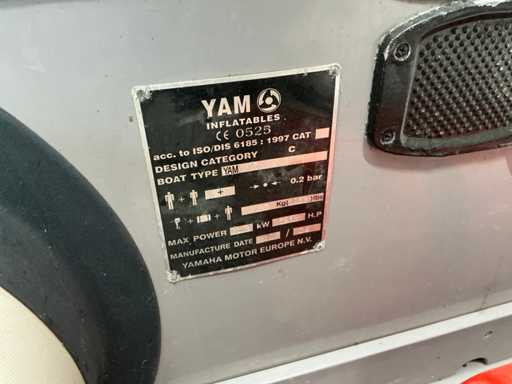 YAM
INFLATABLES
CE 0525
acc. to ISO/DIS 6185 : 1997 CAT
DESIGN CATEGORY C
BOAT TYPE YAM
+ 0.2 bar
+ + Kg/ lbs
MAX POWER kW H.P
MANUFACTURE DATE /
YAMAHA MOTOR EUROPE N.V.